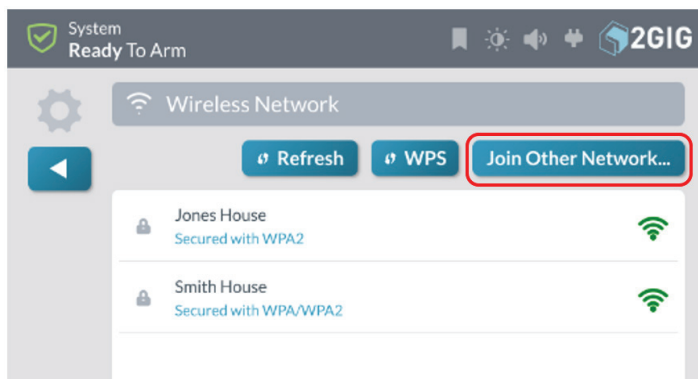 System
Ready To Arm
2GIG
Wireless Network
Refresh
WPS
Join Other Network...
Jones House
Secured with WPA2
Smith House
Secured with WPA/WPA2